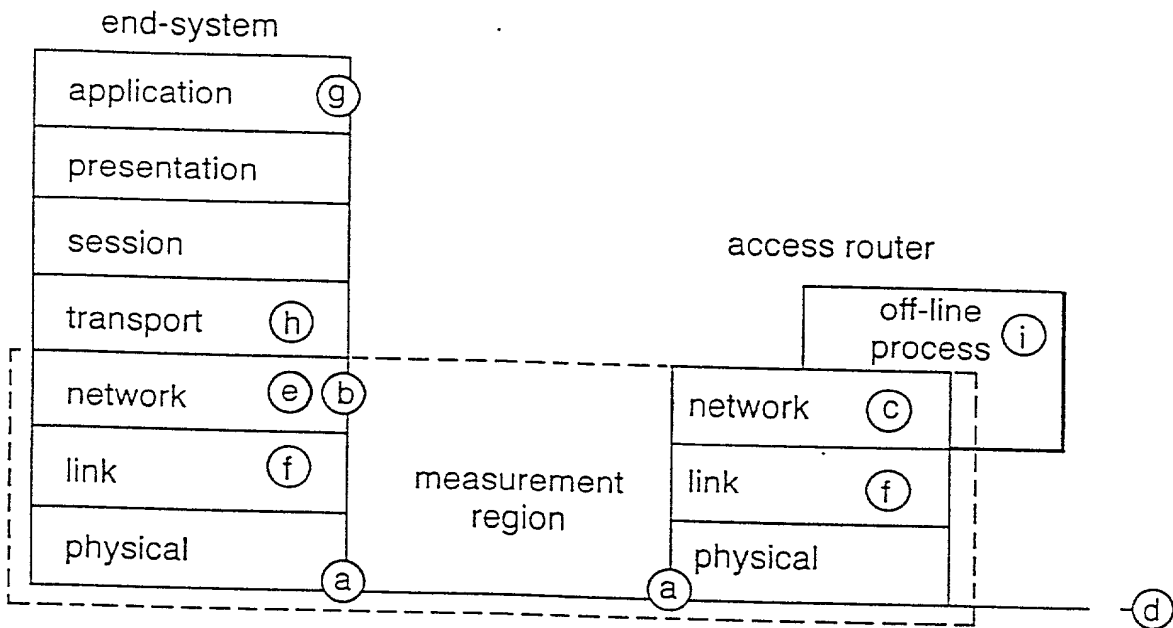 end-system
application g
presentation
session
transport h
network e b
link f
physical
a
measurement
region
access router
off-line
process i
network c
link f
physical
a
d